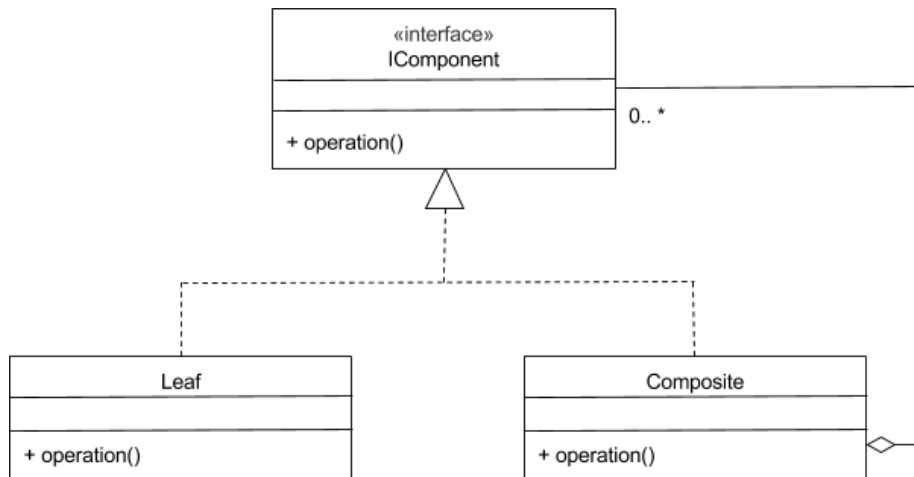 «interface»
IComponent
0.. *
+ operation()
Leaf
Composite
+ operation()
+ operation()